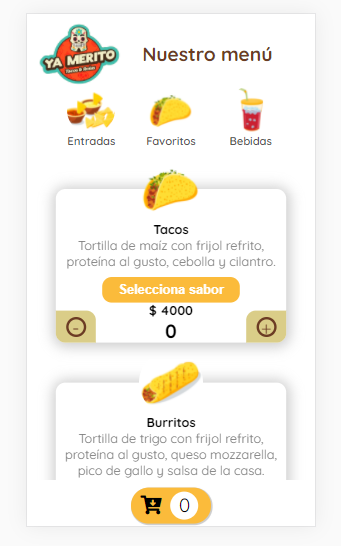 YA MERITO
Tacos & Break
Nuestro menú
Entradas
Favoritos
Bebidas
Tacos
Tortilla de maíz con frijol refrito,
proteína al gusto, cebolla y cilantro.
Selecciona sabor
$ 4000
-
0
+
Burritos
Tortilla de trigo con frijol refrito,
proteína al gusto, queso mozzarella,
pico de gallo y salsa de la casa.
0